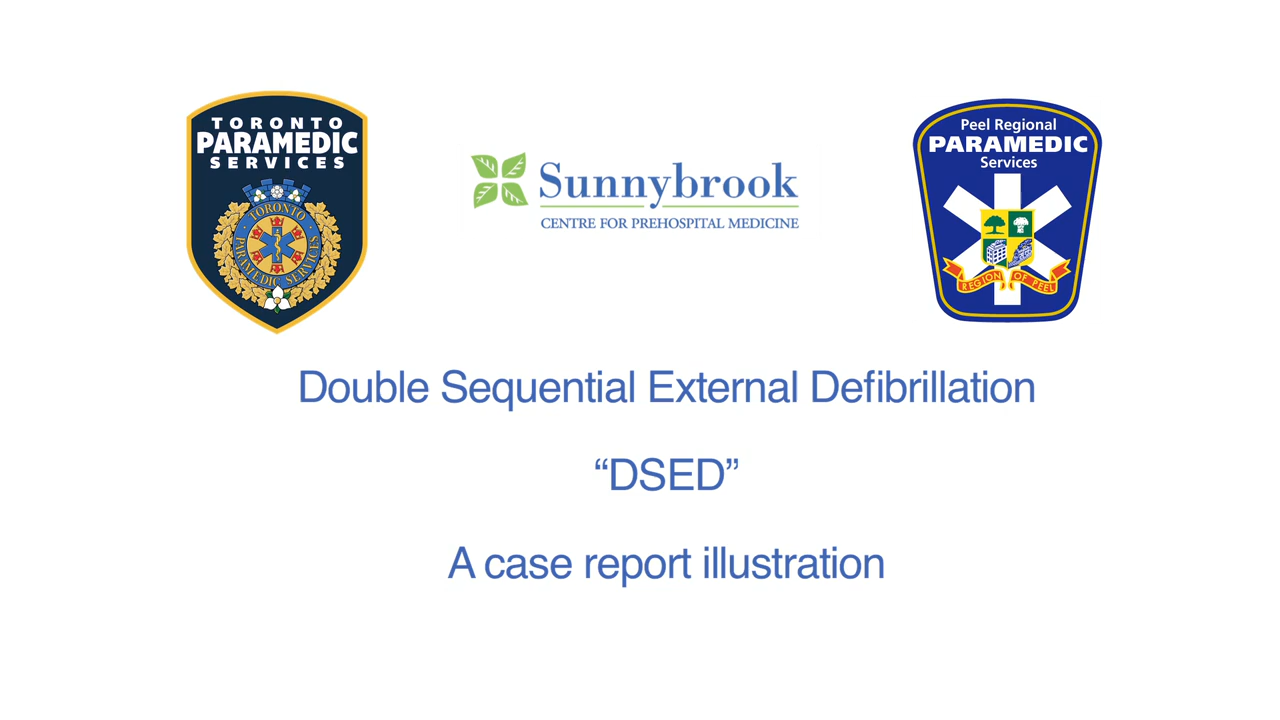 TORONTO
PARAMEDIC
SERVICES
TORONTO
PARAMEDIC SERVICES
Sunnybrook
CENTRE FOR PREHOSPITAL MEDICINE
Peel Regional
PARAMEDIC
Services
REGION OF PEEL
Double Sequential External Defibrillation
“DSED”
A case report illustration